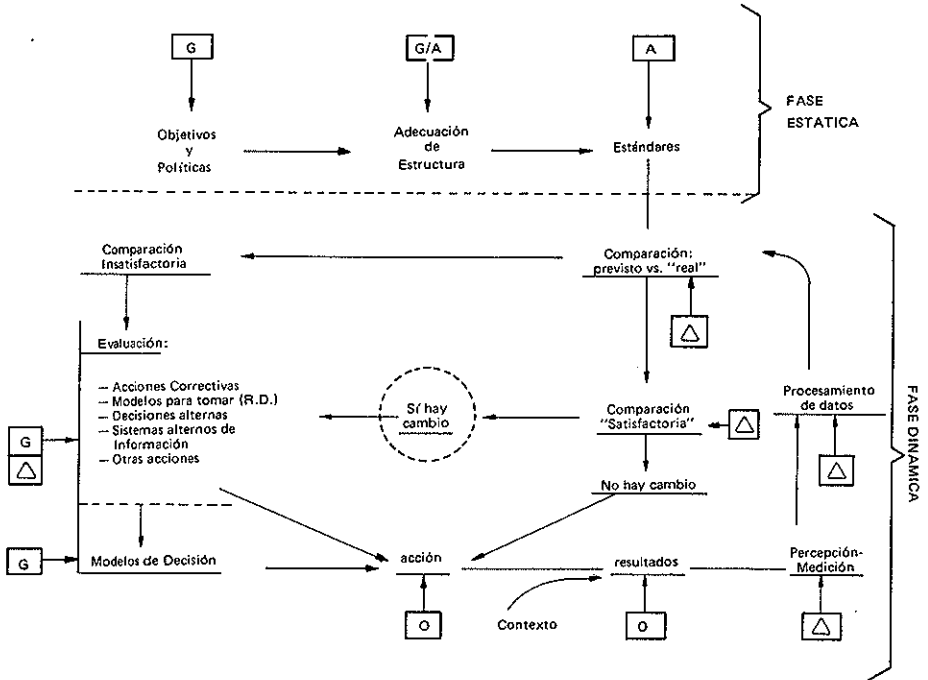 G
G/A
A
Objetivos
y
Políticas
Adecuación
de
Estructura
Estándares
FASE
ESTATICA
Comparación
Insatisfactoria
Comparación:
previsto vs. "real"
Evaluación:
— Acciones Correctivas
— Modelos para tomar (R.D.)
— Decisiones alternas
— Sistemas alternos de
Información
— Otras acciones
Sí hay
cambio
Comparación
"Satisfactoria"
No hay cambio
Procesamiento
de datos
FASE DINAMICA
G
G
Modelos de Decisión
acción
resultados
Percepción-
Medición
O
Contexto
O